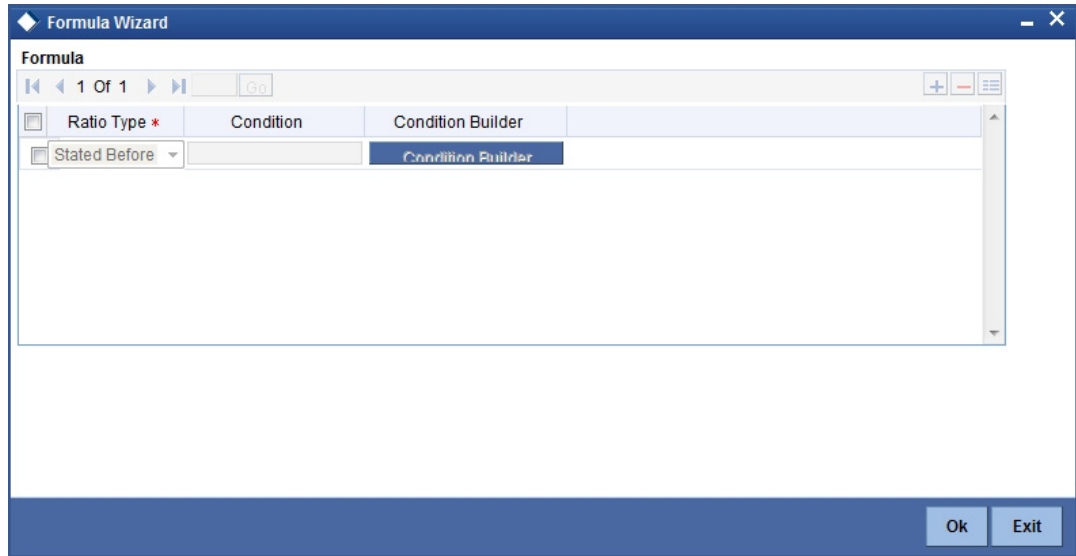 Formula Wizard
Formula
1 Of 1 Go
Ratio Type * Condition Condition Builder
Stated Before Condition Builder
Ok Exit